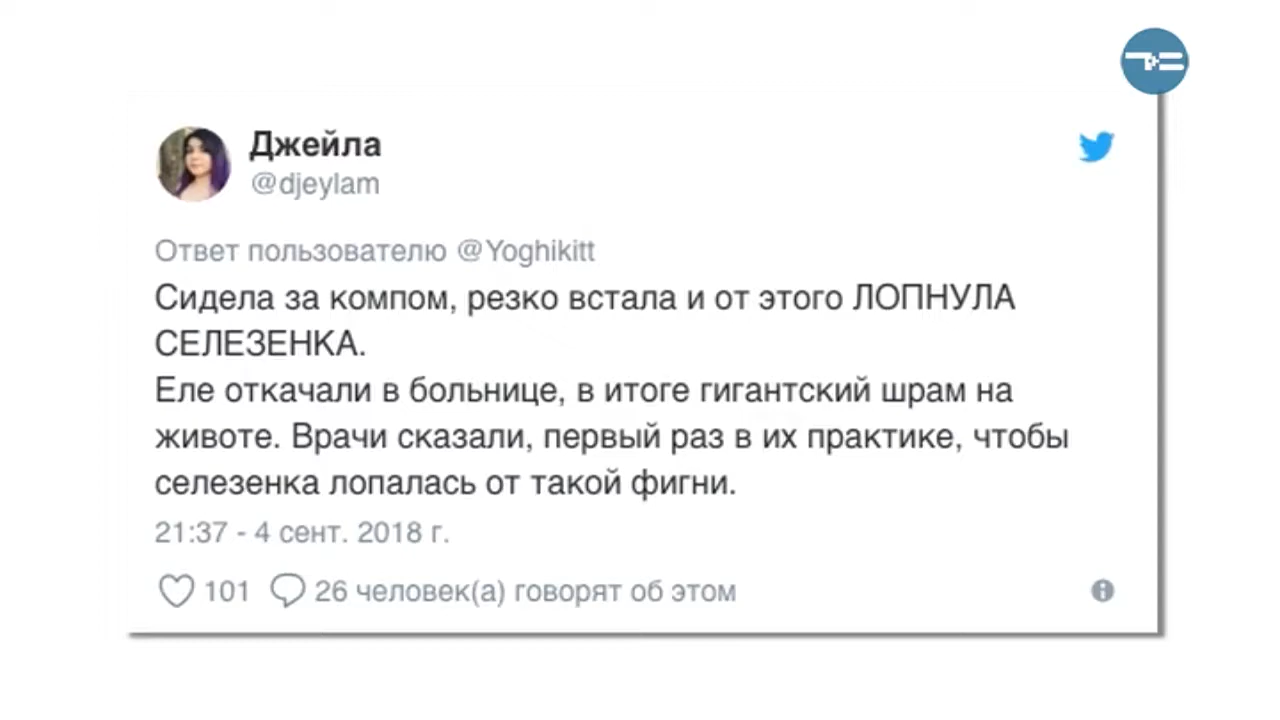 Джейла
@djeylam
Ответ пользователю @Yoghikitt
Сидела за компом, резко встала и от этого ЛОПНУЛА
СЕЛЕЗЕНКА.
Еле откачали в больнице, в итоге гигантский шрам на
животе. Врачи сказали, первый раз в их практике, чтобы
селезенка лопалась от такой фигни.
21:37 - 4 сент. 2018 г.
101 26 человек(а) говорят об этом